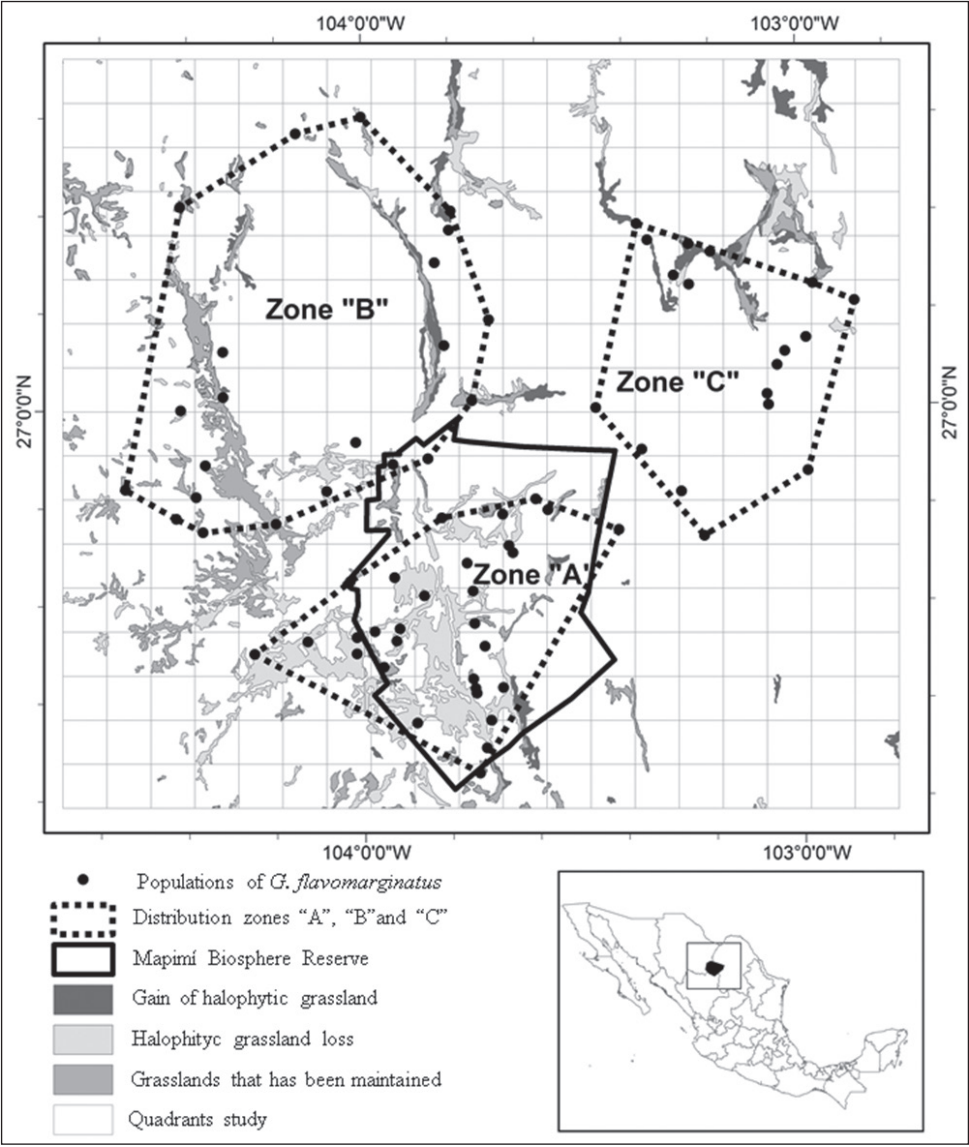 104°0'0"W 103°0'0"W
Zone "B"
Zone "C"
27°0'0"N 27°0'0"N
Zone "A'
104°0'0"W 103°0'0"W
Populations of G. flavomarginatus
Distribution zones “A”, “B”and “C”
Mapimí Biosphere Reserve
Gain of halophytic grassland
Halophityc grassland loss
Grasslands that has been maintained
Quadrants study